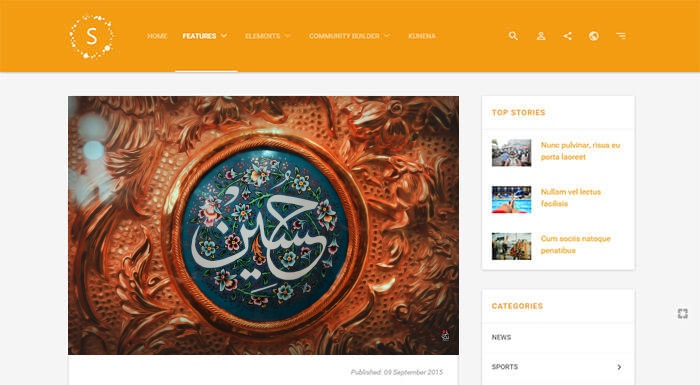 S
HOME
FEATURES
ELEMENTS
COMMUNITY BUILDER
KUNENA
حسین
Published: 09 September 2015
TOP STORIES
Nunc pulvinar, risus eu
porta laoreet
Nullam vel lectus
facilisis
Cum sociis natoque
penatibus
CATEGORIES
NEWS
SPORTS